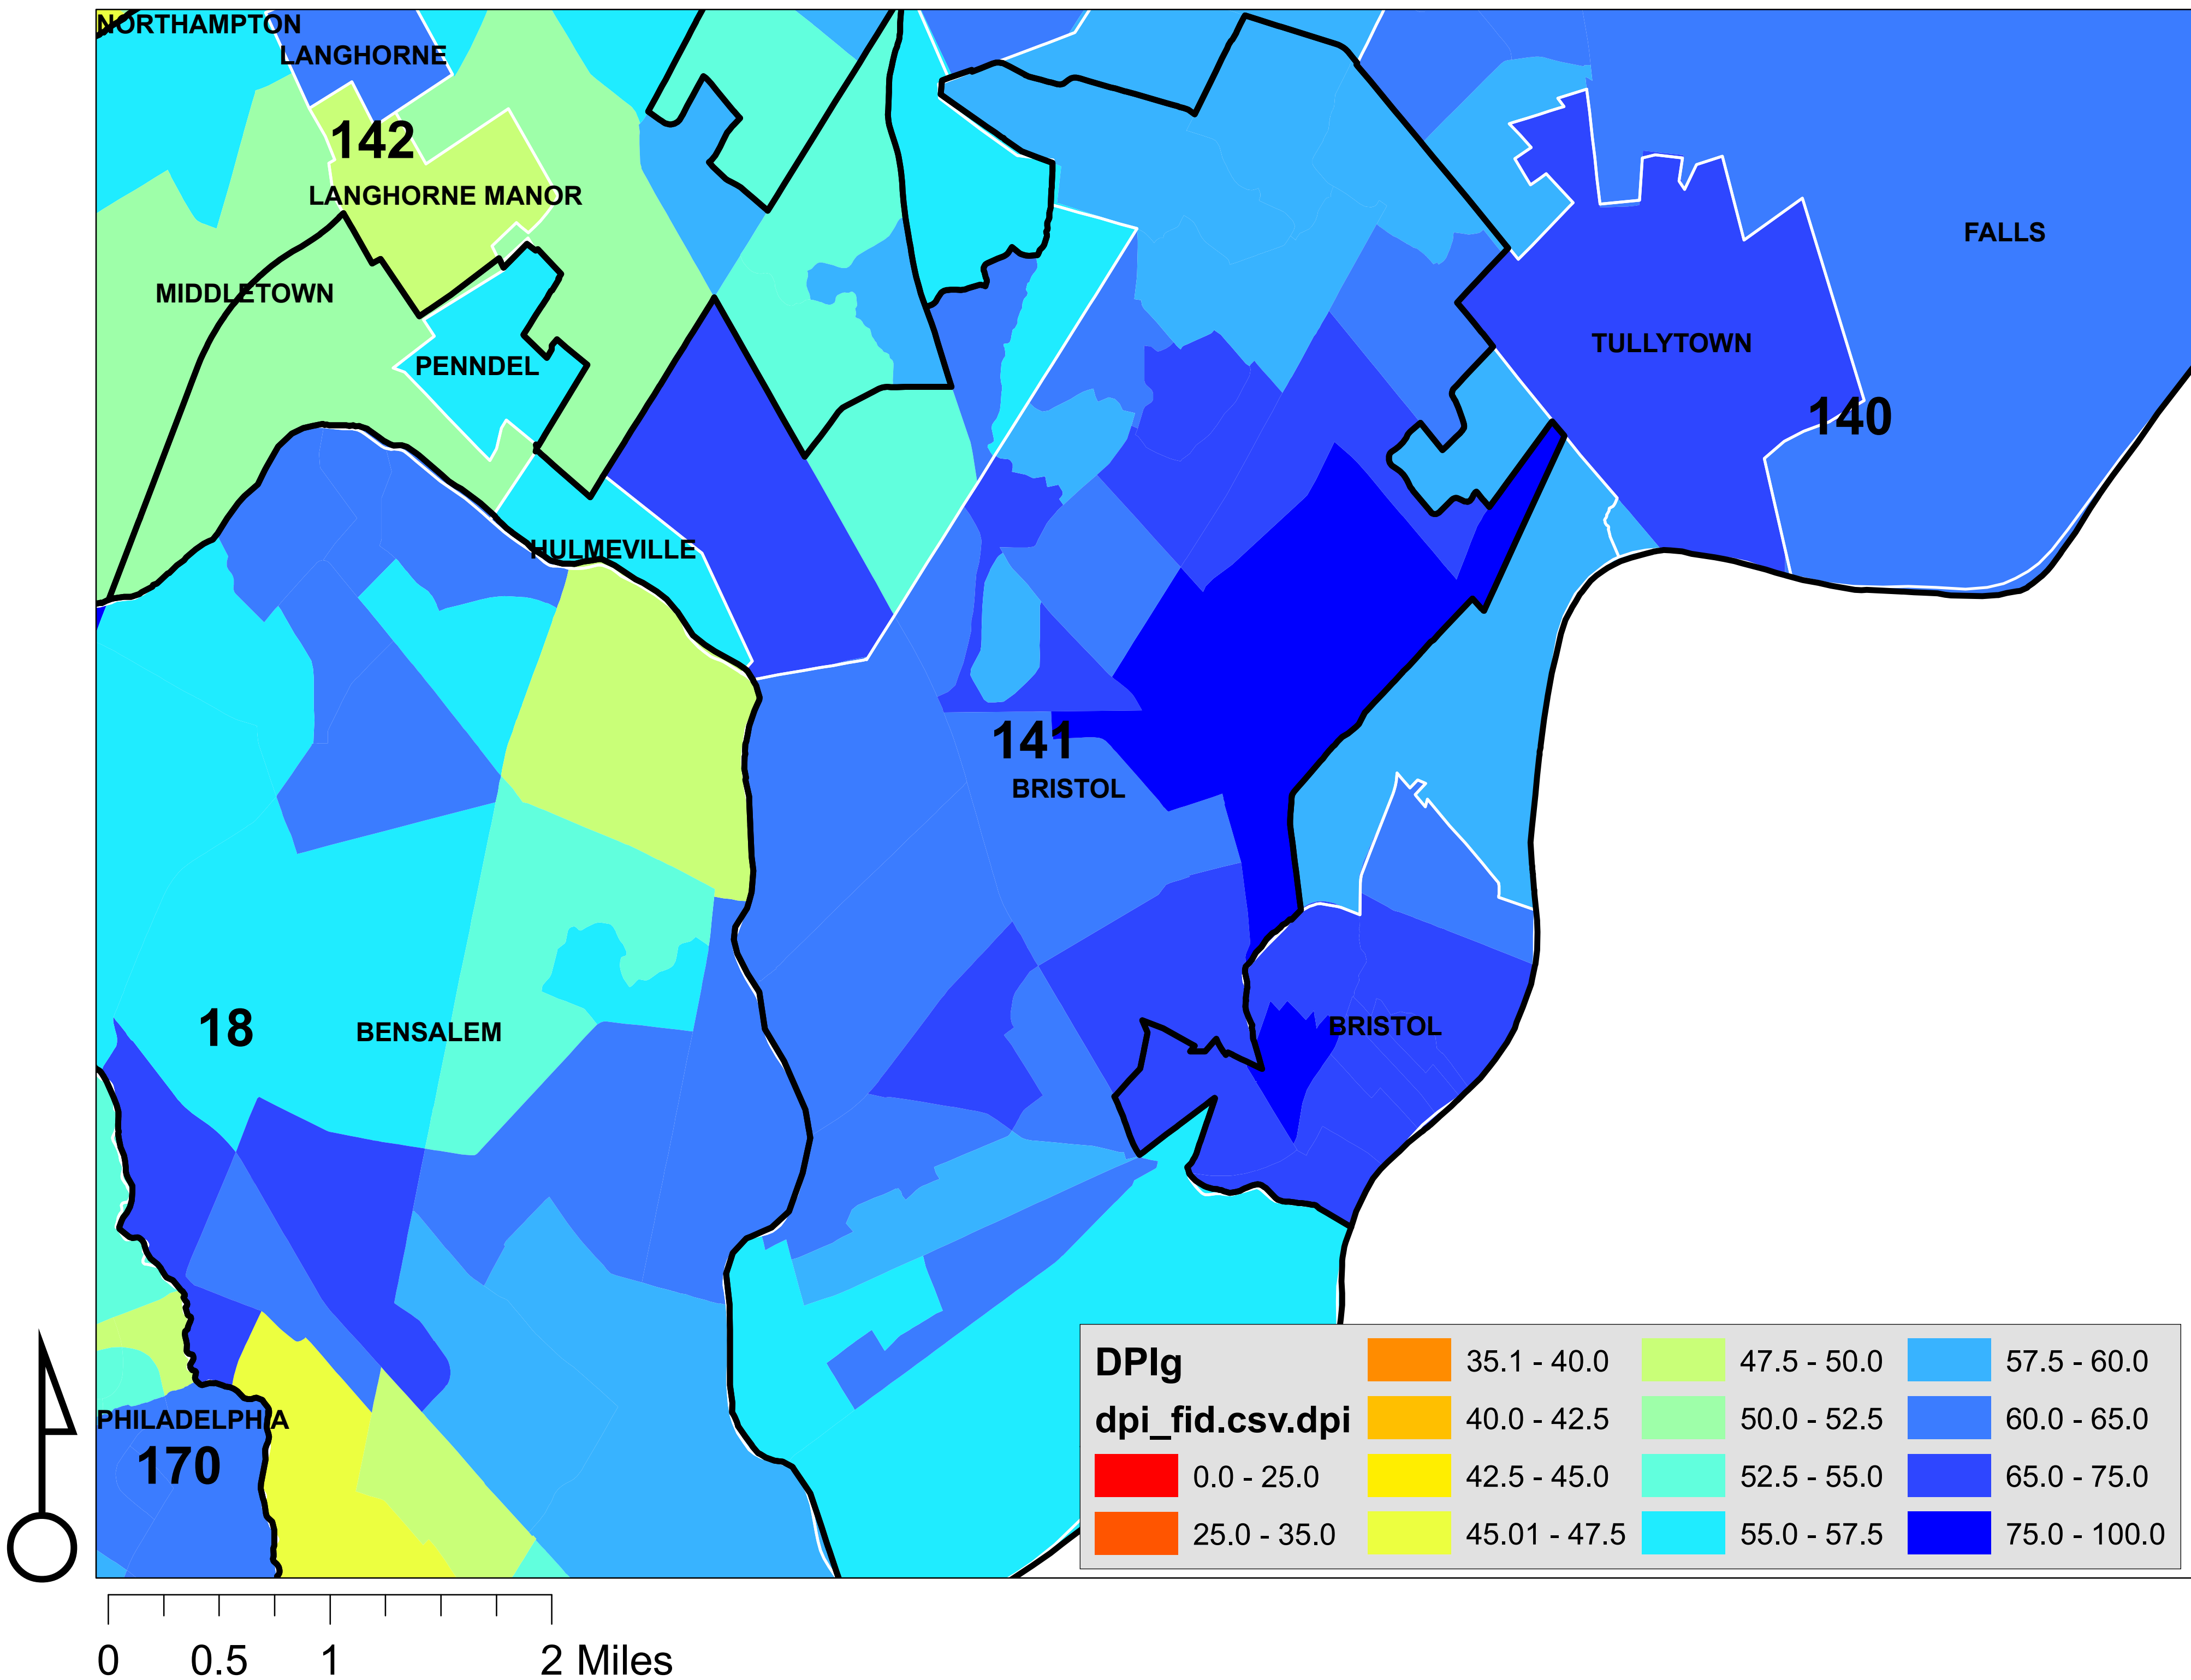 NORTHAMPTON
LANGHORNE
142
LANGHORNE MANOR
FALLS
MIDDLETOWN
TULLYTOWN
PENNDEL
140
HULMEVILLE
141
BRISTOL
18
BENSALEM
BRISTOL
PHILADELPHIA
170
DPIg
dpi_fid.csv.dpi
0.0 - 25.0
25.0 - 35.0
35.1 - 40.0
40.0 - 42.5
42.5 - 45.0
45.01 - 47.5
47.5 - 50.0
50.0 - 52.5
52.5 - 55.0
55.0 - 57.5
57.5 - 60.0
60.0 - 65.0
65.0 - 75.0
75.0 - 100.0
0 0.5 1 2 Miles